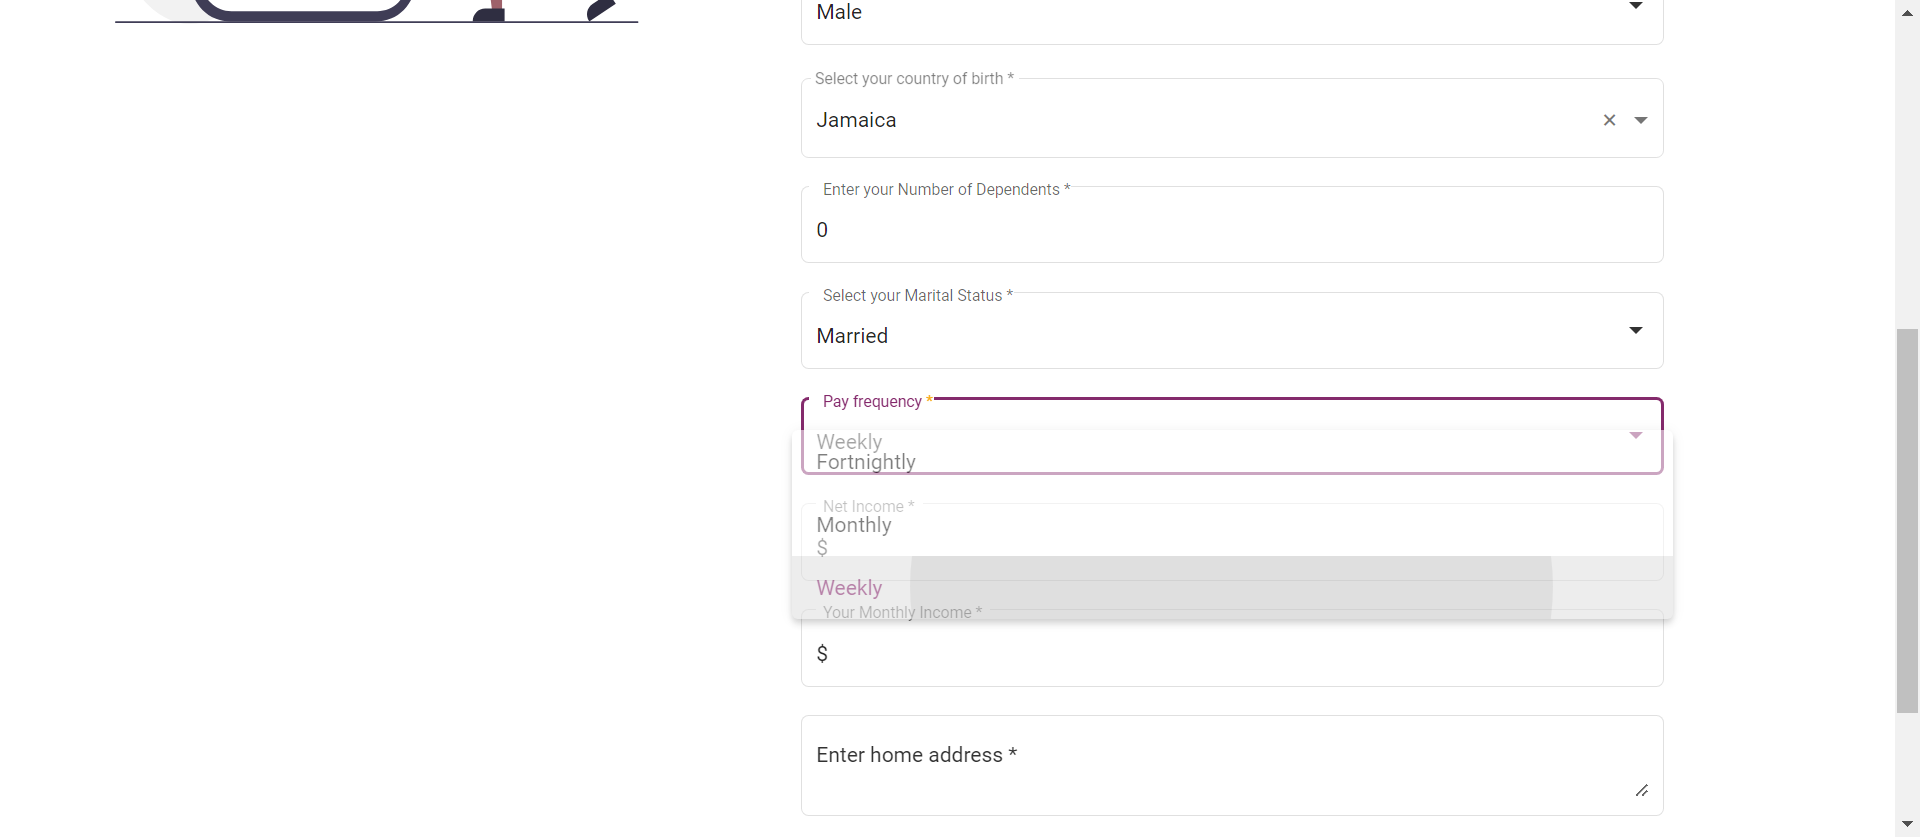 Male
Select your country of birth *
Jamaica
Enter your Number of Dependents *
0
Select your Marital Status *
Married
Pay frequency *
Weekly
Fortnightly
Net Income *
Monthly
$
Weekly
Your Monthly Income *
$
Enter home address *